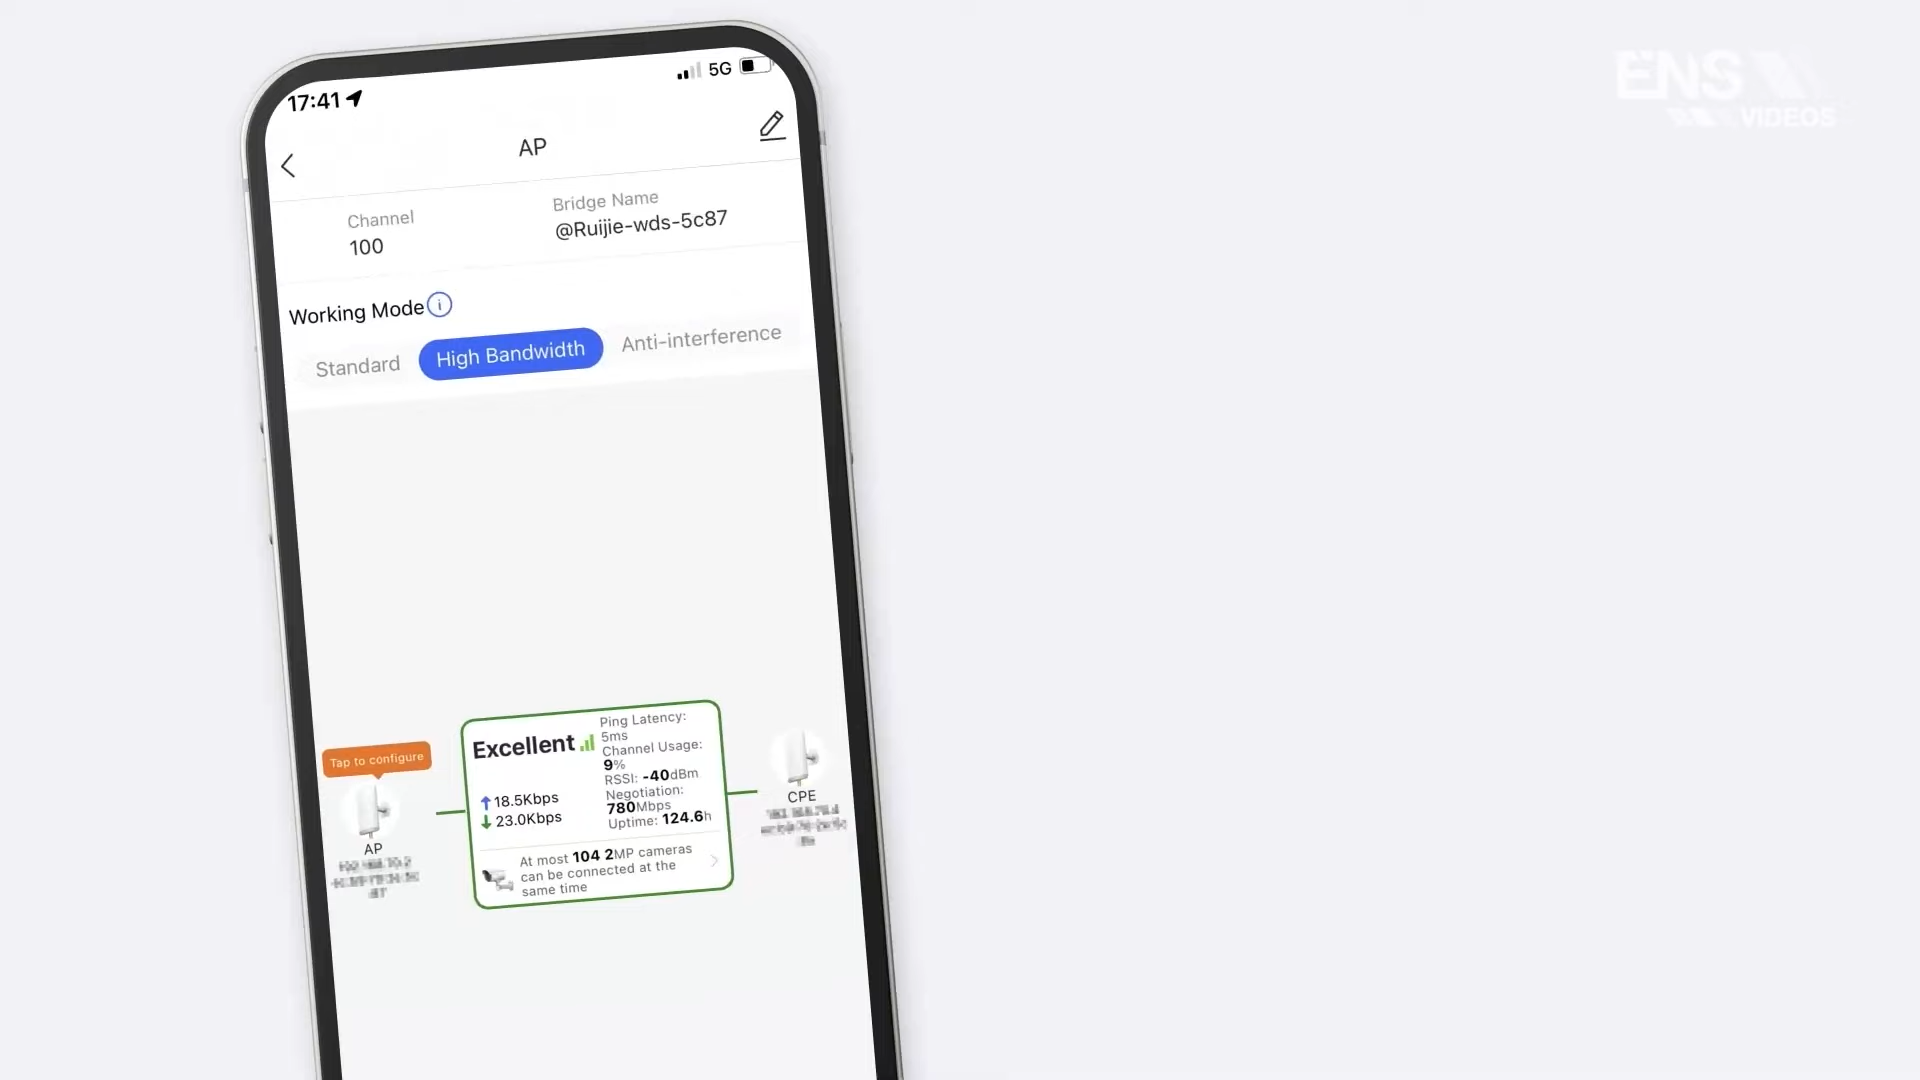 ENS
VIDEOS
17:41
5G
AP
Channel
100
Bridge Name
@Ruijie-wds-5c87
Working Mode
Standard
High Bandwidth
Anti-interference
Tap to configure
AP
Excellent
18.5Kbps
23.0Kbps
Ping Latency:
5ms
Channel Usage:
9%
RSSI: -40dBm
Negotiation:
780Mbps
Uptime: 124.6h
At most 104 2MP cameras
can be connected at the
same time
CPE